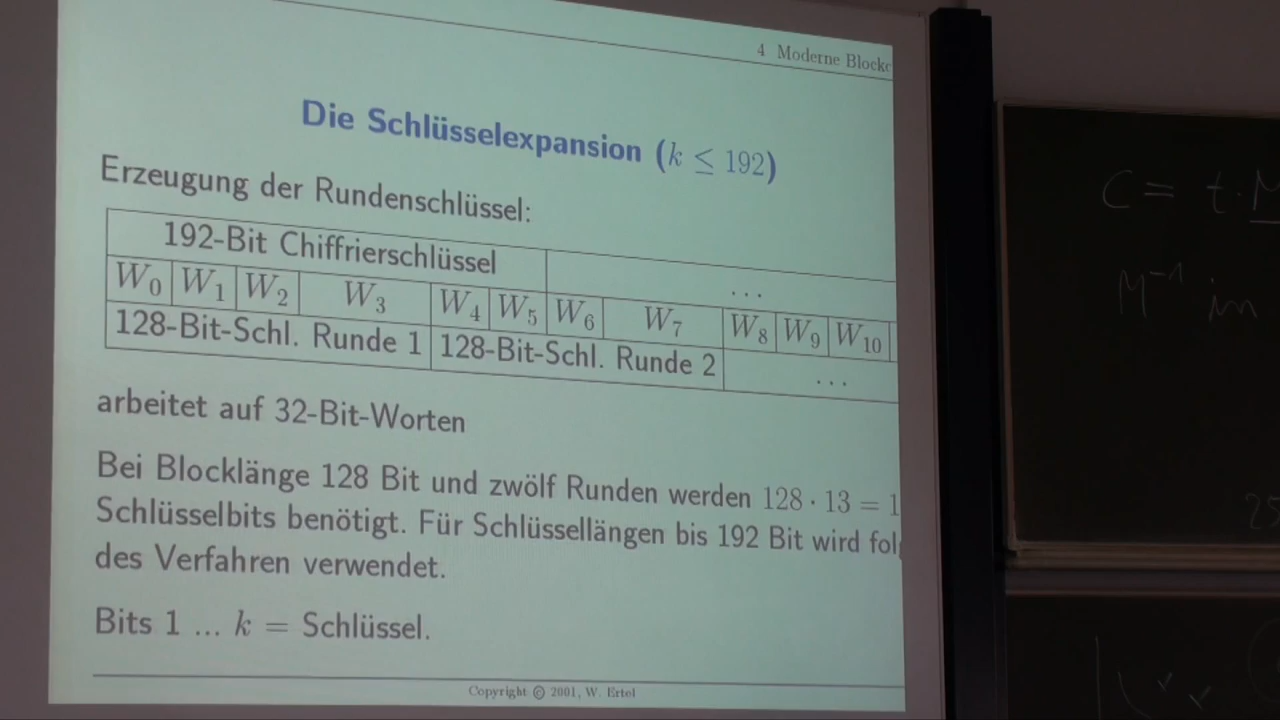 4 Moderne Blockc
Die Schlüsselexpansion (k ≤ 192)
Erzeugung der Rundenschlüssel:
192-Bit Chiffrierschlüssel ...
W0 W1 W2 W3 W4 W5 W6 W7 W8 W9 W10
128-Bit-Schl. Runde 1 128-Bit-Schl. Runde 2 ...
arbeitet auf 32-Bit-Worten
Bei Blocklänge 128 Bit und zwölf Runden werden 128 · 13 = 1
Schlüsselbits benötigt. Für Schlüssellängen bis 192 Bit wird fol
des Verfahren verwendet.
Bits 1 ... k = Schlüssel.
Copyright © 2001, W. Ertel
C = t · M
M⁻¹ in